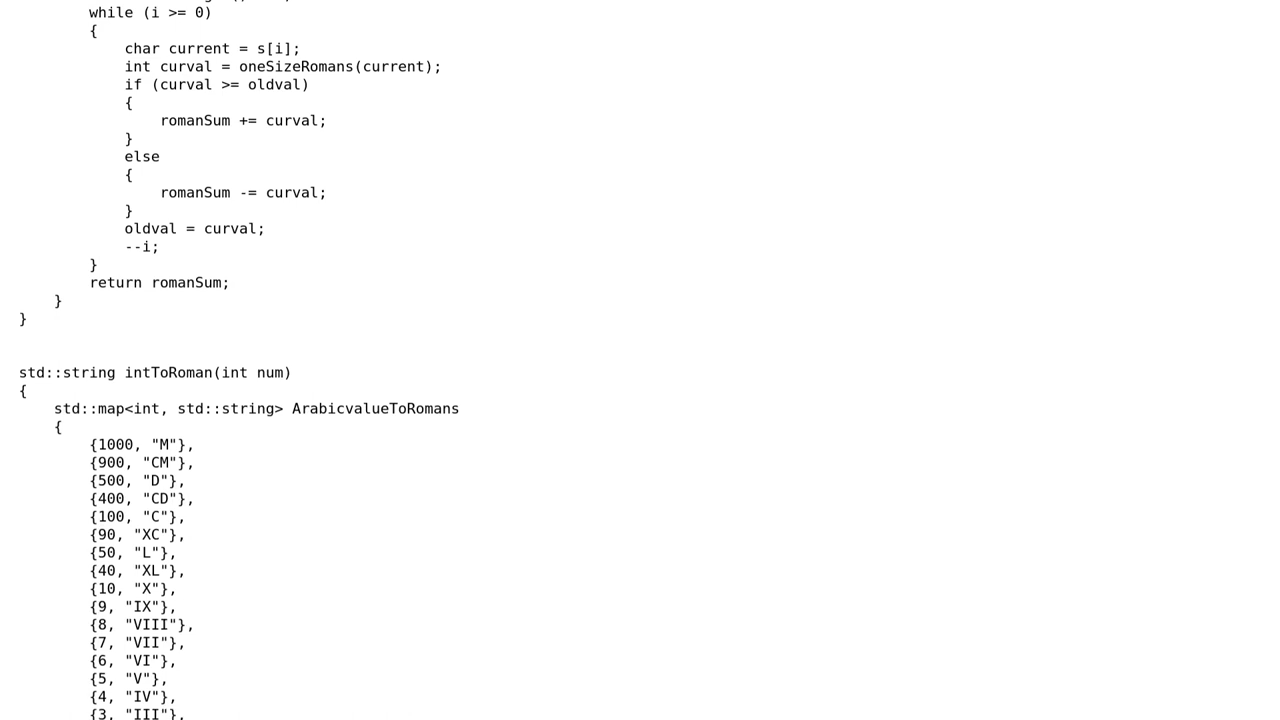 while (i >= 0)
{
char current = s[i];
int curval = oneSizeRomans(current);
if (curval >= oldval)
{
romanSum += curval;
}
else
{
romanSum -= curval;
}
oldval = curval;
--i;
}
return romanSum;
}
}
std::string intToRoman(int num)
{
std::map<int, std::string> ArabicvalueToRomans
{
{1000, "M"},
{900, "CM"},
{500, "D"},
{400, "CD"},
{100, "C"},
{90, "XC"},
{50, "L"},
{40, "XL"},
{10, "X"},
{9, "IX"},
{8, "VIII"},
{7, "VII"},
{6, "VI"},
{5, "V"},
{4, "IV"},
{3, "III"},